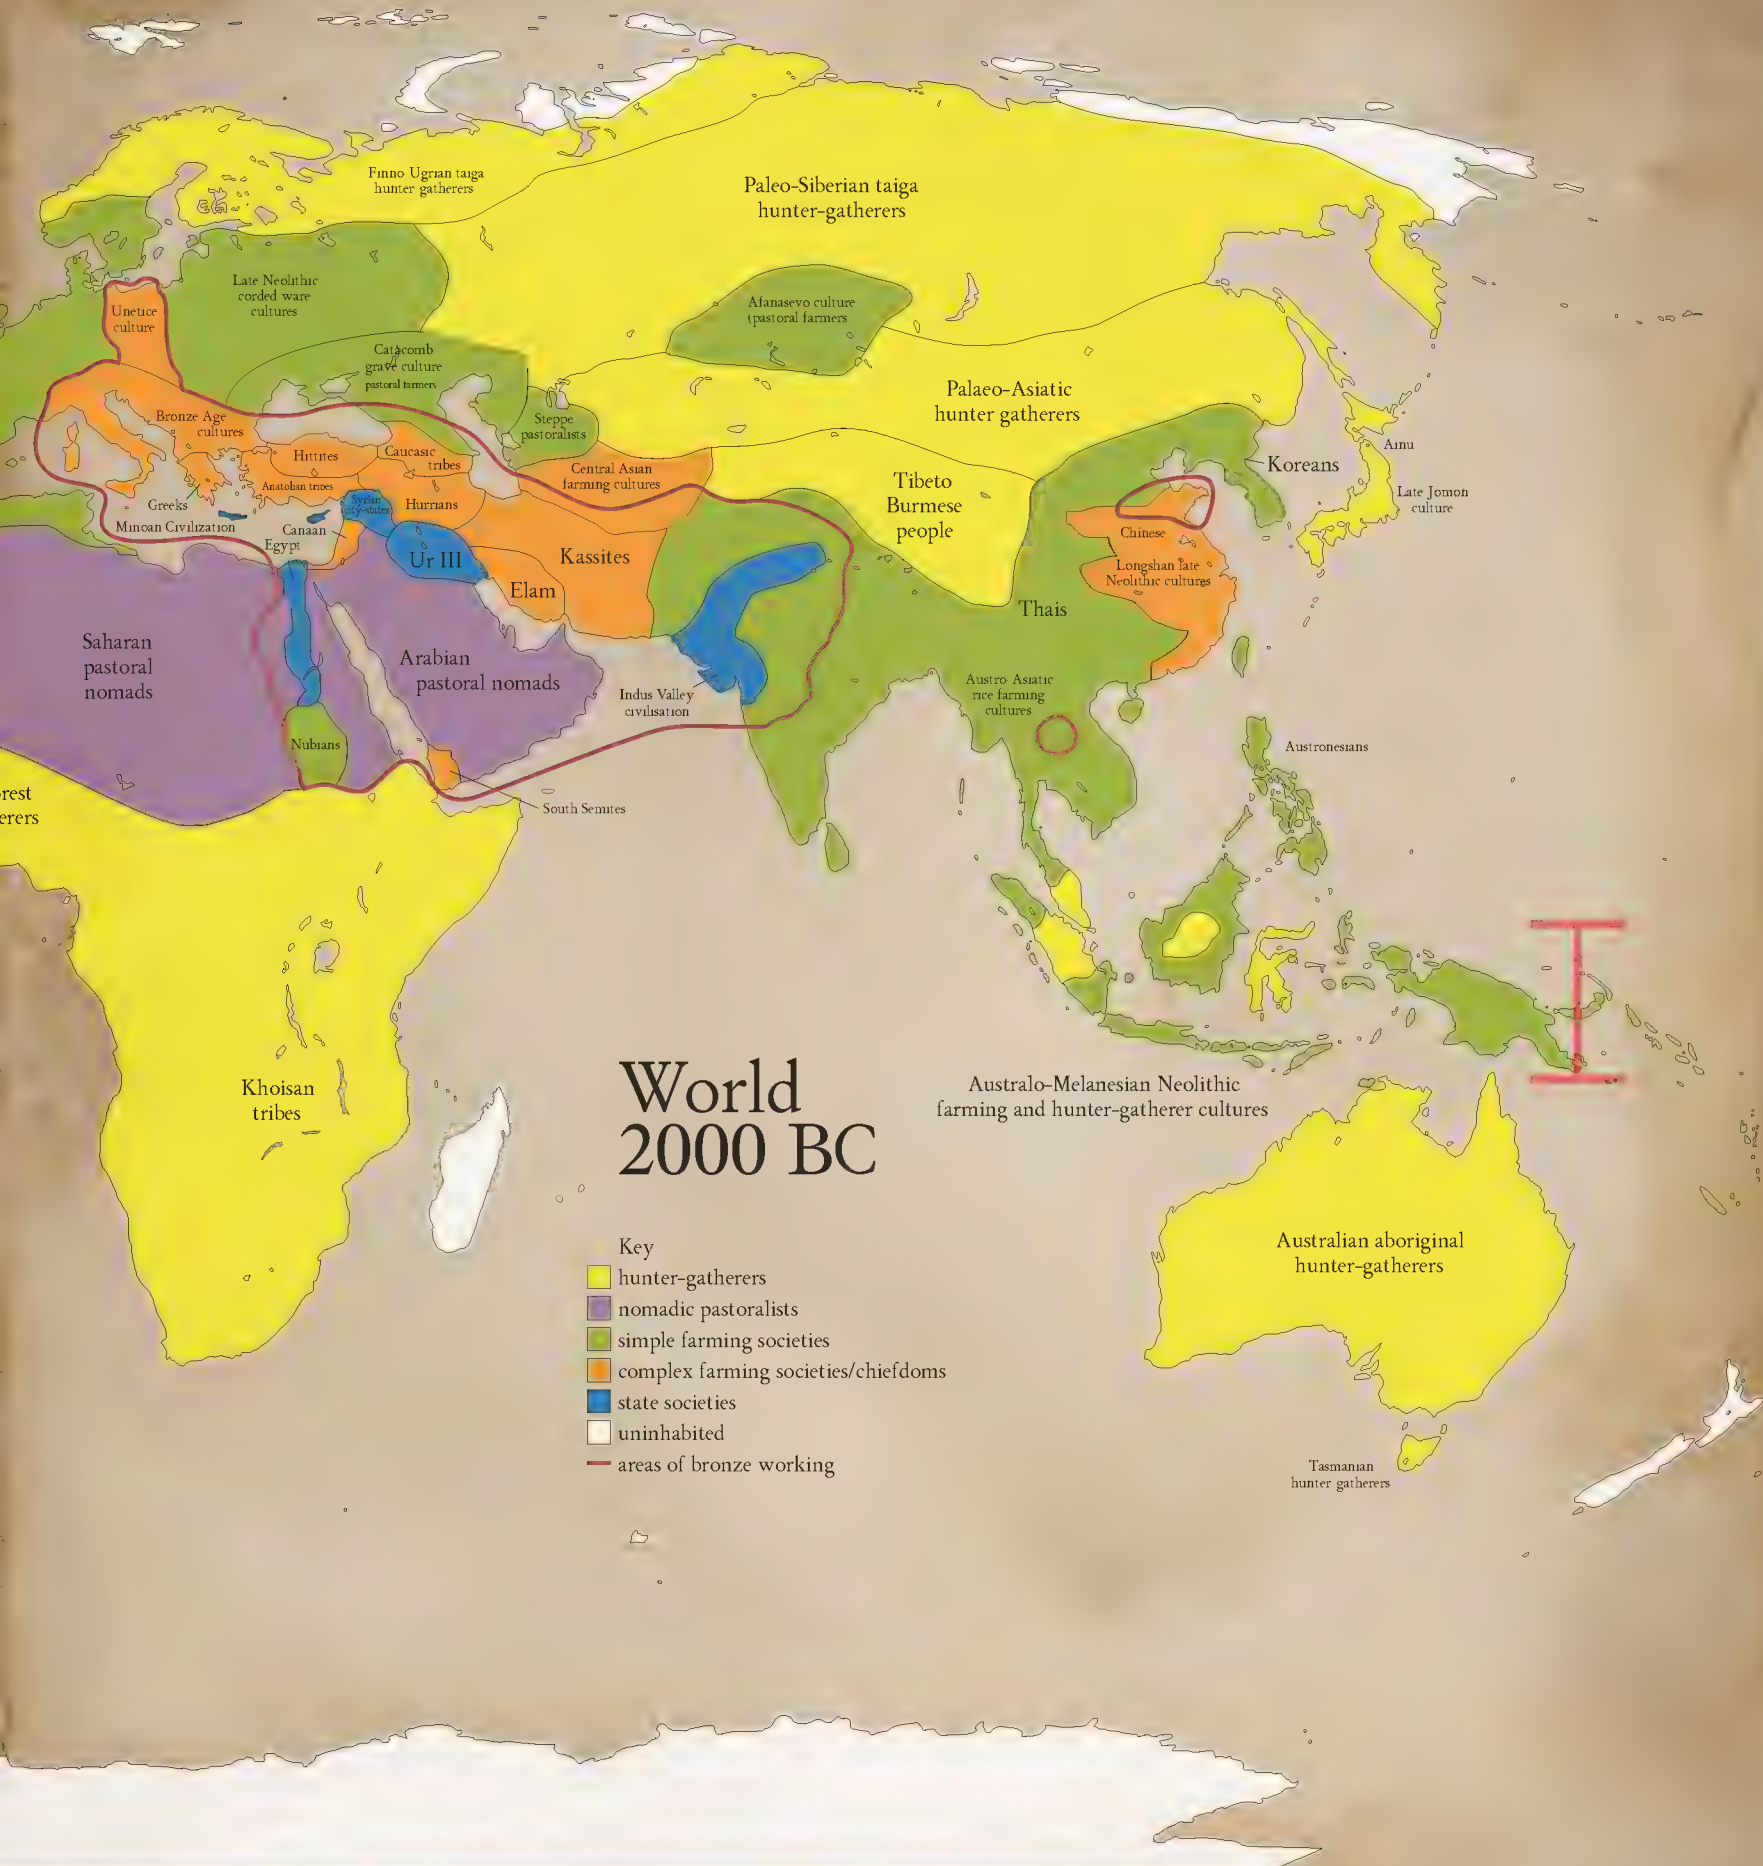 Finno Ugrian taiga
hunter gatherers
Paleo-Siberian taiga
hunter-gatherers
Late Neolithic
corded ware
cultures
Unetice
culture
Afanasevo culture
(pastoral farmers
Catacomb
grave culture
pastoral farmers
Palaeo-Asiatic
hunter gatherers
Bronze Age
cultures
Steppe
pastoralists
Hittites
Caucasic
tribes
Central Asian
farming cultures
Anatolian tribes
Syrian
city-states
Hurrians
Greeks
Minoan Civilization
Canaan
Egypt
Ur III
Kassites
Elam
Tibeto
Burmese
people
Ainu
Koreans
Late Jomon
culture
Chinese
Longshan late
Neolithic cultures
Thais
Saharan
pastoral
nomads
Arabian
pastoral nomads
Indus Valley
civilisation
Austro-Asiatic
rice farming
cultures
Nubians
Austronesians
South Semites
rest
erers
Khoisan
tribes
World
2000 BC
Australo-Melanesian Neolithic
farming and hunter-gatherer cultures
Australian aboriginal
hunter-gatherers
Key
hunter-gatherers
nomadic pastoralists
simple farming societies
complex farming societies/chiefdoms
state societies
uninhabited
areas of bronze working
Tasmanian
hunter gatherers